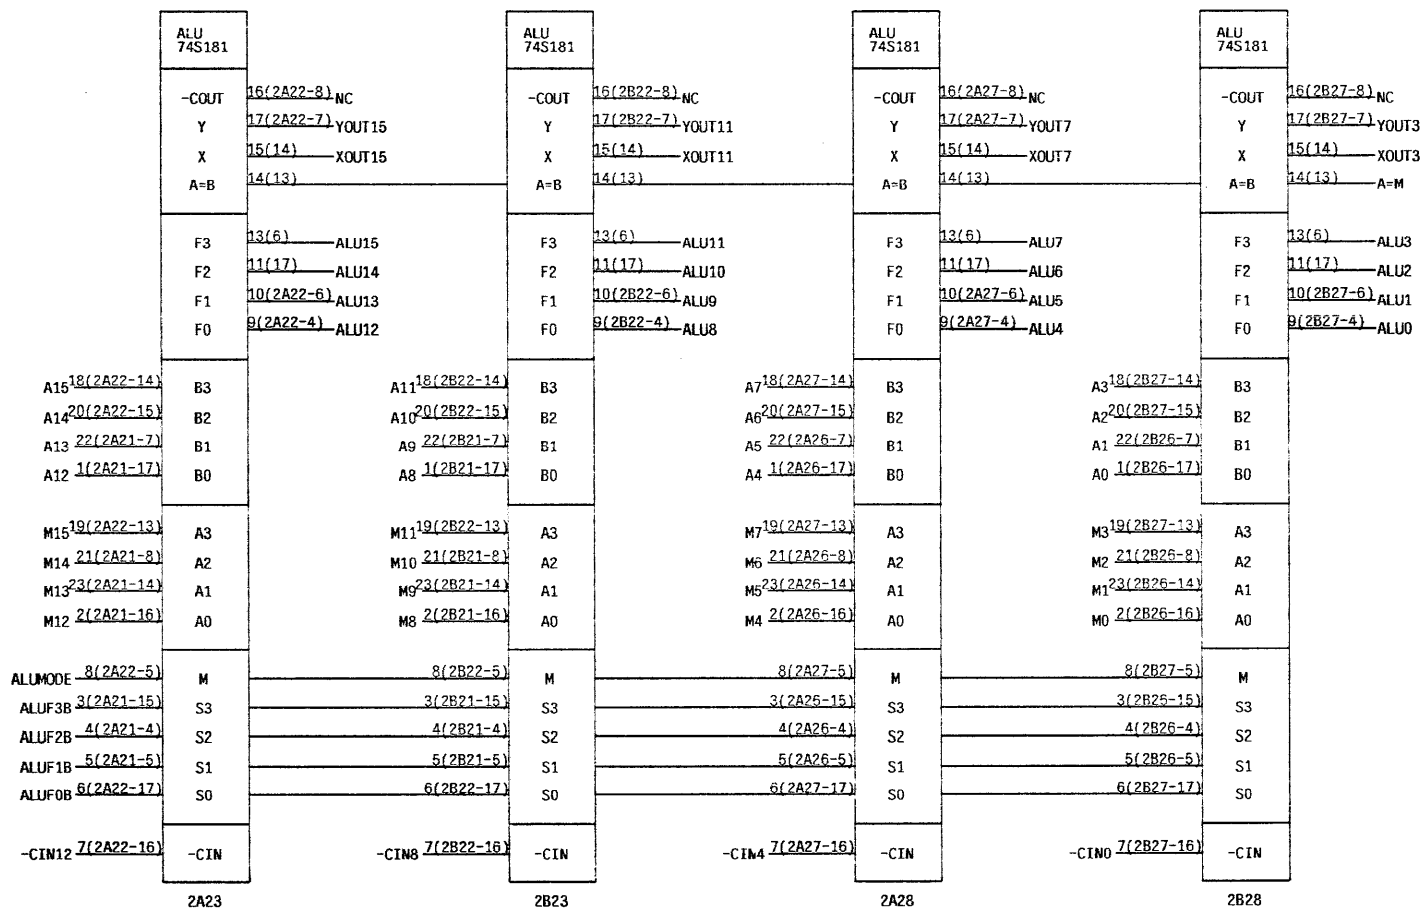 ALU ALU ALU ALU
74S181 74S181 74S181 74S181
-COUT 16(2A22-8) NC -COUT 16(2B22-8) NC -COUT 16(2A27-8) NC -COUT 16(2B27-8) NC
Y 17(2A22-7) YOUT15 Y 17(2B22-7) YOUT11 Y 17(2A27-7) YOUT7 Y 17(2B27-7) YOUT3
X 15(14) XOUT15 X 15(14) XOUT11 X 15(14) XOUT7 X 15(14) XOUT3
A=B 14(13) A=B 14(13) A=B 14(13) A=B 14(13) A=M
F3 13(6) ALU15 F3 13(6) ALU11 F3 13(6) ALU7 F3 13(6) ALU3
F2 11(17) ALU14 F2 11(17) ALU10 F2 11(17) ALU6 F2 11(17) ALU2
F1 10(2A22-6) ALU13 F1 10(2B22-6) ALU9 F1 10(2A27-6) ALU5 F1 10(2B27-6) ALU1
F0 9(2A22-4) ALU12 F0 9(2B22-4) ALU8 F0 9(2A27-4) ALU4 F0 9(2B27-4) ALU0
A15 18(2A22-14) B3 A11 18(2B22-14) B3 A7 18(2A27-14) B3 A3 18(2B27-14) B3
A14 20(2A22-15) B2 A10 20(2B22-15) B2 A6 20(2A27-15) B2 A2 20(2B27-15) B2
A13 22(2A21-7) B1 A9 22(2B21-7) B1 A5 22(2A26-7) B1 A1 22(2B26-7) B1
A12 1(2A21-17) B0 A8 1(2B21-17) B0 A4 1(2A26-17) B0 A0 1(2B26-17) B0
M15 19(2A22-13) A3 M11 19(2B22-13) A3 M7 19(2A27-13) A3 M3 19(2B27-13) A3
M14 21(2A21-8) A2 M10 21(2B21-8) A2 M6 21(2A26-8) A2 M2 21(2B26-8) A2
M13 23(2A21-14) A1 M9 23(2B21-14) A1 M5 23(2A26-14) A1 M1 23(2B26-14) A1
M12 2(2A21-16) A0 M8 2(2B21-16) A0 M4 2(2A26-16) A0 M0 2(2B26-16) A0
ALUMODE 8(2A22-5) M 8(2B22-5) M 8(2A27-5) M 8(2B27-5) M
ALUF3B 3(2A21-15) S3 3(2B21-15) S3 3(2A26-15) S3 3(2B26-15) S3
ALUF2B 4(2A21-4) S2 4(2B21-4) S2 4(2A26-4) S2 4(2B26-4) S2
ALUF1B 5(2A21-5) S1 5(2B21-5) S1 5(2A26-5) S1 5(2B26-5) S1
ALUF0B 6(2A22-17) S0 6(2B22-17) S0 6(2A27-17) S0 6(2B27-17) S0
-CIN12 7(2A22-16) -CIN -CIN8 7(2B22-16) -CIN -CIN4 7(2A27-16) -CIN -CIN0 7(2B27-16) -CIN
2A23 2B23 2A28 2B28